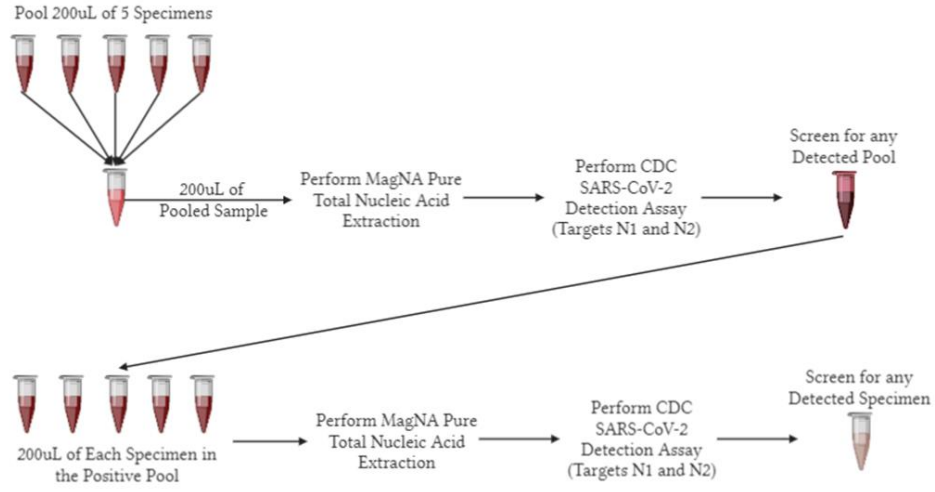 Pool 200uL of 5 Specimens
200uL of
Pooled Sample
Perform MagNA Pure
Total Nucleic Acid
Extraction
Perform CDC
SARS-CoV-2
Detection Assay
(Targets N1 and N2)
Screen for any
Detected Pool
200uL of Each Specimen in
the Positive Pool
Perform MagNA Pure
Total Nucleic Acid
Extraction
Perform CDC
SARS-CoV-2
Detection Assay
(Targets N1 and N2)
Screen for any
Detected Specimen